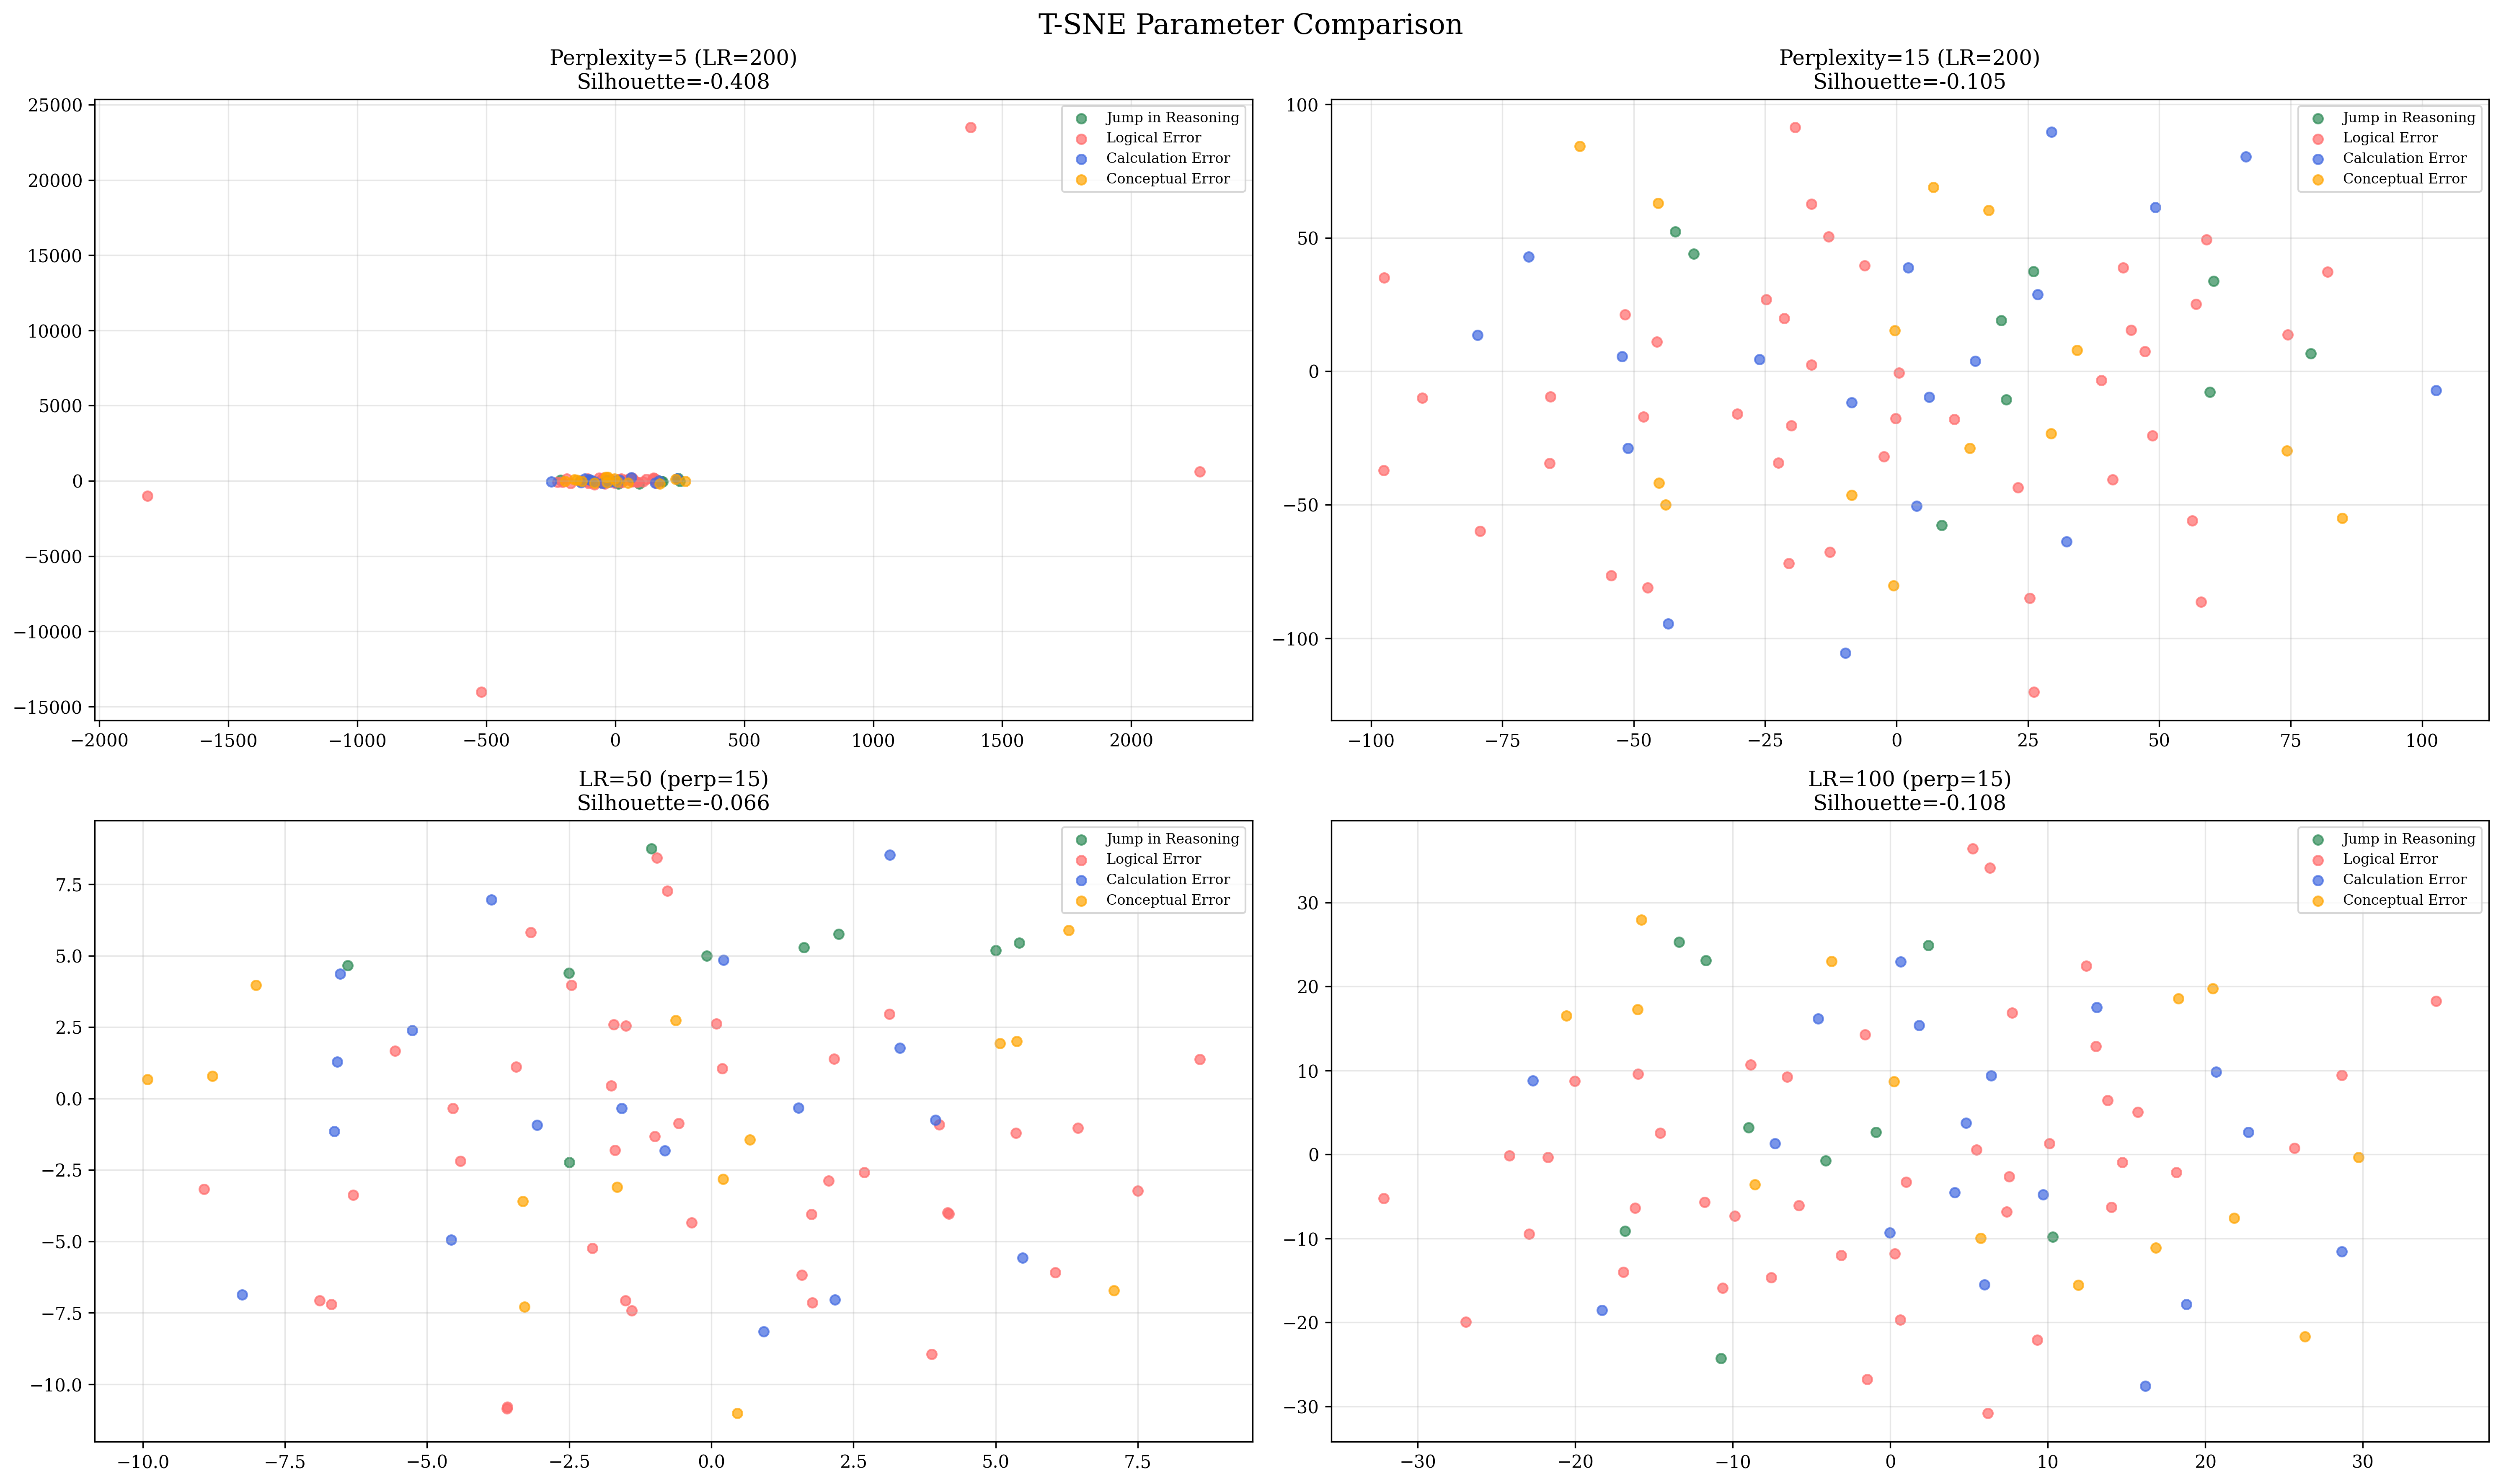 T-SNE Parameter Comparison
Perplexity=5 (LR=200)
Silhouette=-0.408
25000
20000
15000
10000
5000
0
−5000
−10000
−15000
−2000 −1500 −1000 −500 0 500 1000 1500 2000
Jump in Reasoning
Logical Error
Calculation Error
Conceptual Error
Perplexity=15 (LR=200)
Silhouette=-0.105
100
50
0
−50
−100
−100 −75 −50 −25 0 25 50 75 100
Jump in Reasoning
Logical Error
Calculation Error
Conceptual Error
LR=50 (perp=15)
Silhouette=-0.066
7.5
5.0
2.5
0.0
−2.5
−5.0
−7.5
−10.0
−10.0 −7.5 −5.0 −2.5 0.0 2.5 5.0 7.5
Jump in Reasoning
Logical Error
Calculation Error
Conceptual Error
LR=100 (perp=15)
Silhouette=-0.108
30
20
10
0
−10
−20
−30
−30 −20 −10 0 10 20 30
Jump in Reasoning
Logical Error
Calculation Error
Conceptual Error